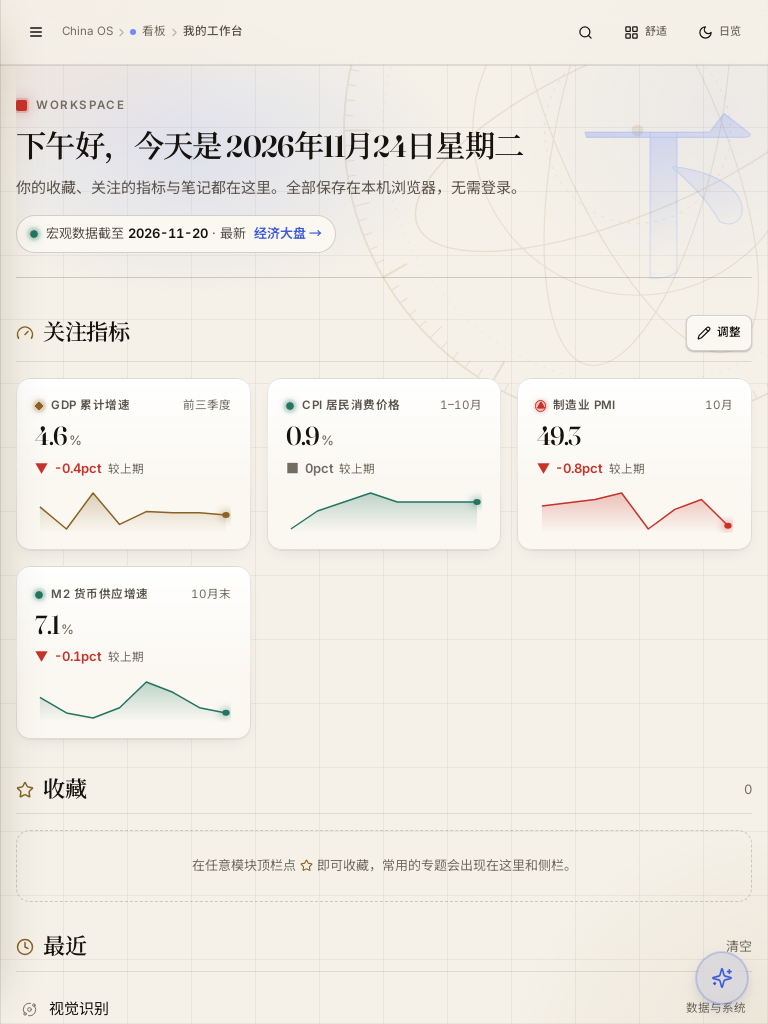 China OS › 看板 › 我的工作台
舒适 日览
WORKSPACE
下午好，今天是2026年11月24日星期二
下
你的收藏、关注的指标与笔记都在这里。全部保存在本机浏览器，无需登录。
宏观数据截至 2026-11-20 · 最新 经济大盘 →
关注指标
调整
GDP 累计增速 前三季度
4.6%
▼ -0.4pct 较上期
CPI 居民消费价格 1–10月
0.9%
■ 0pct 较上期
制造业 PMI 10月
49.3
▼ -0.8pct 较上期
M2 货币供应增速 10月末
7.1%
▼ -0.1pct 较上期
收藏 0
在任意模块顶栏点 ☆ 即可收藏，常用的专题会出现在这里和侧栏。
最近 清空
视觉识别 数据与系统